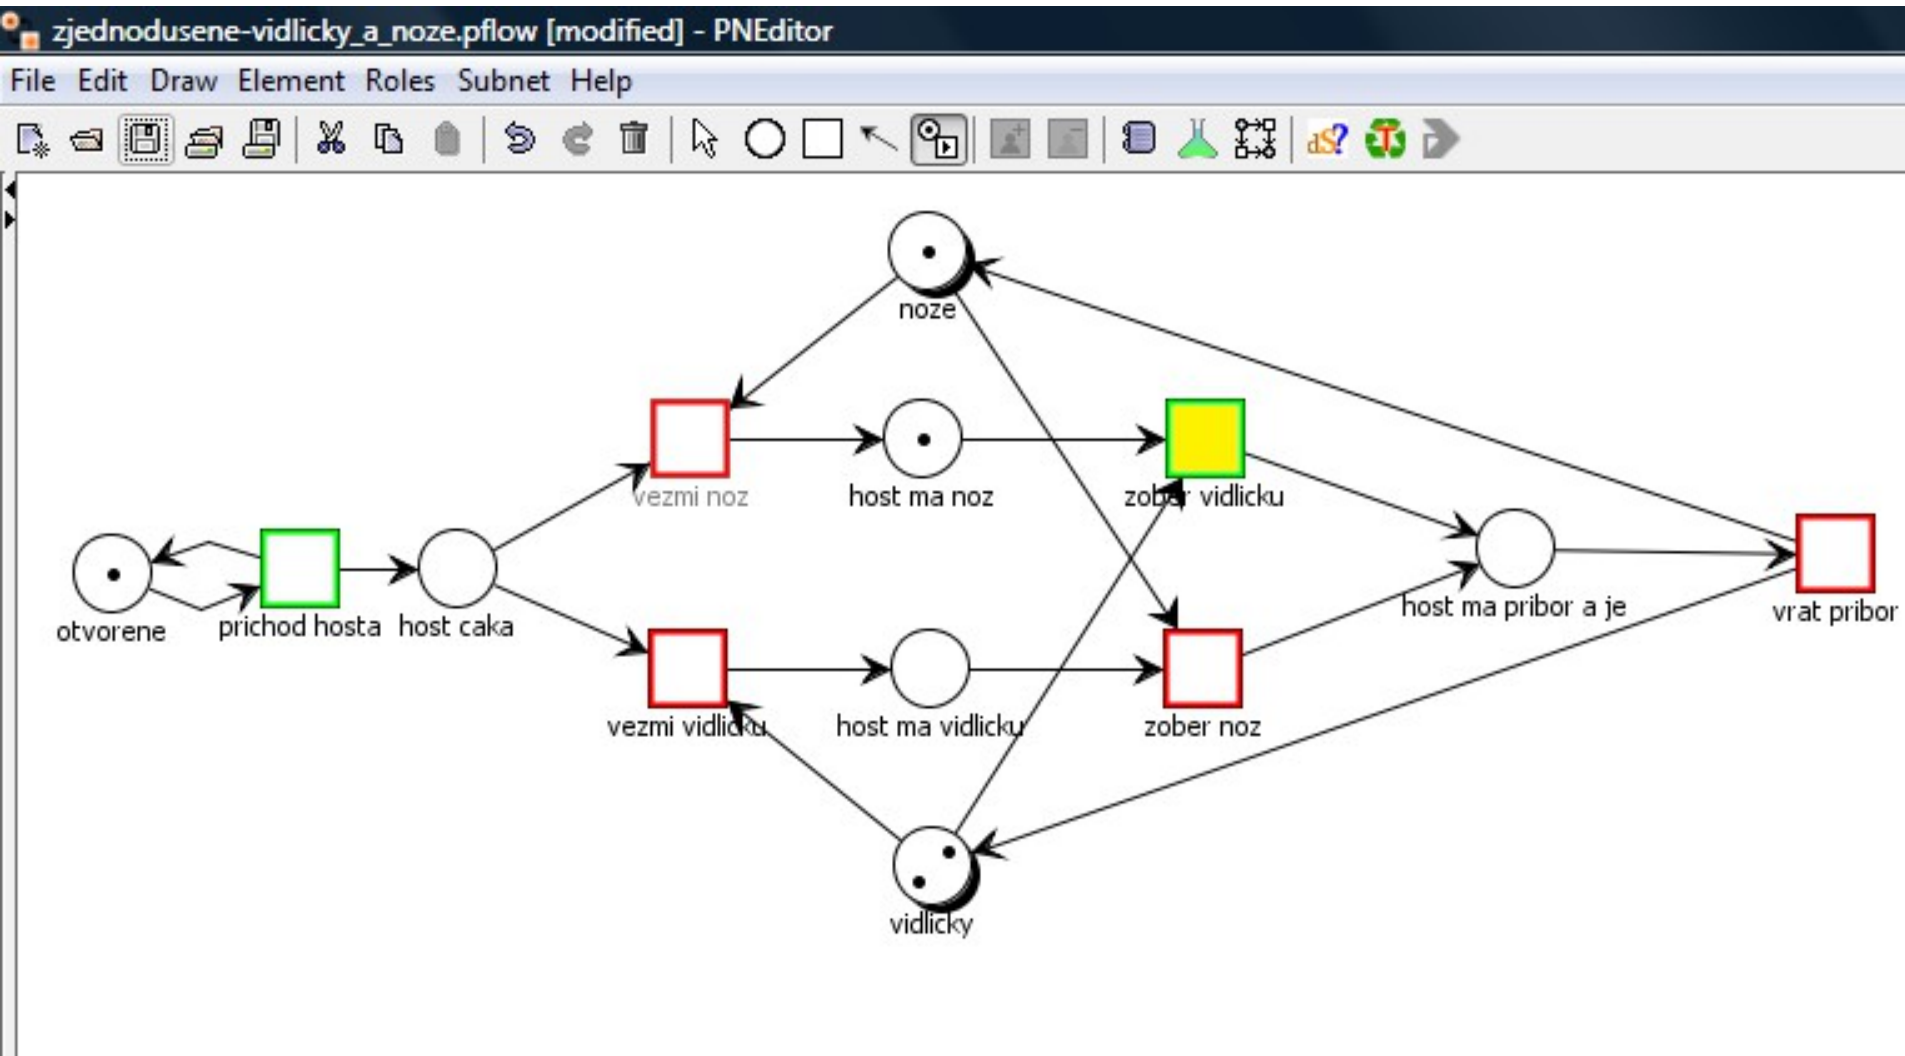 zjednodusene-vidlicky_a_noze.pflow [modified] - PNEditor
File Edit Draw Element Roles Subnet Help
dS? T
noze
vezmi noz host ma noz zober vidlicku
otvorene prichod hosta host caka host ma pribor a je vrat pribor
vezmi vidlicku host ma vidlicku zober noz
vidlicky